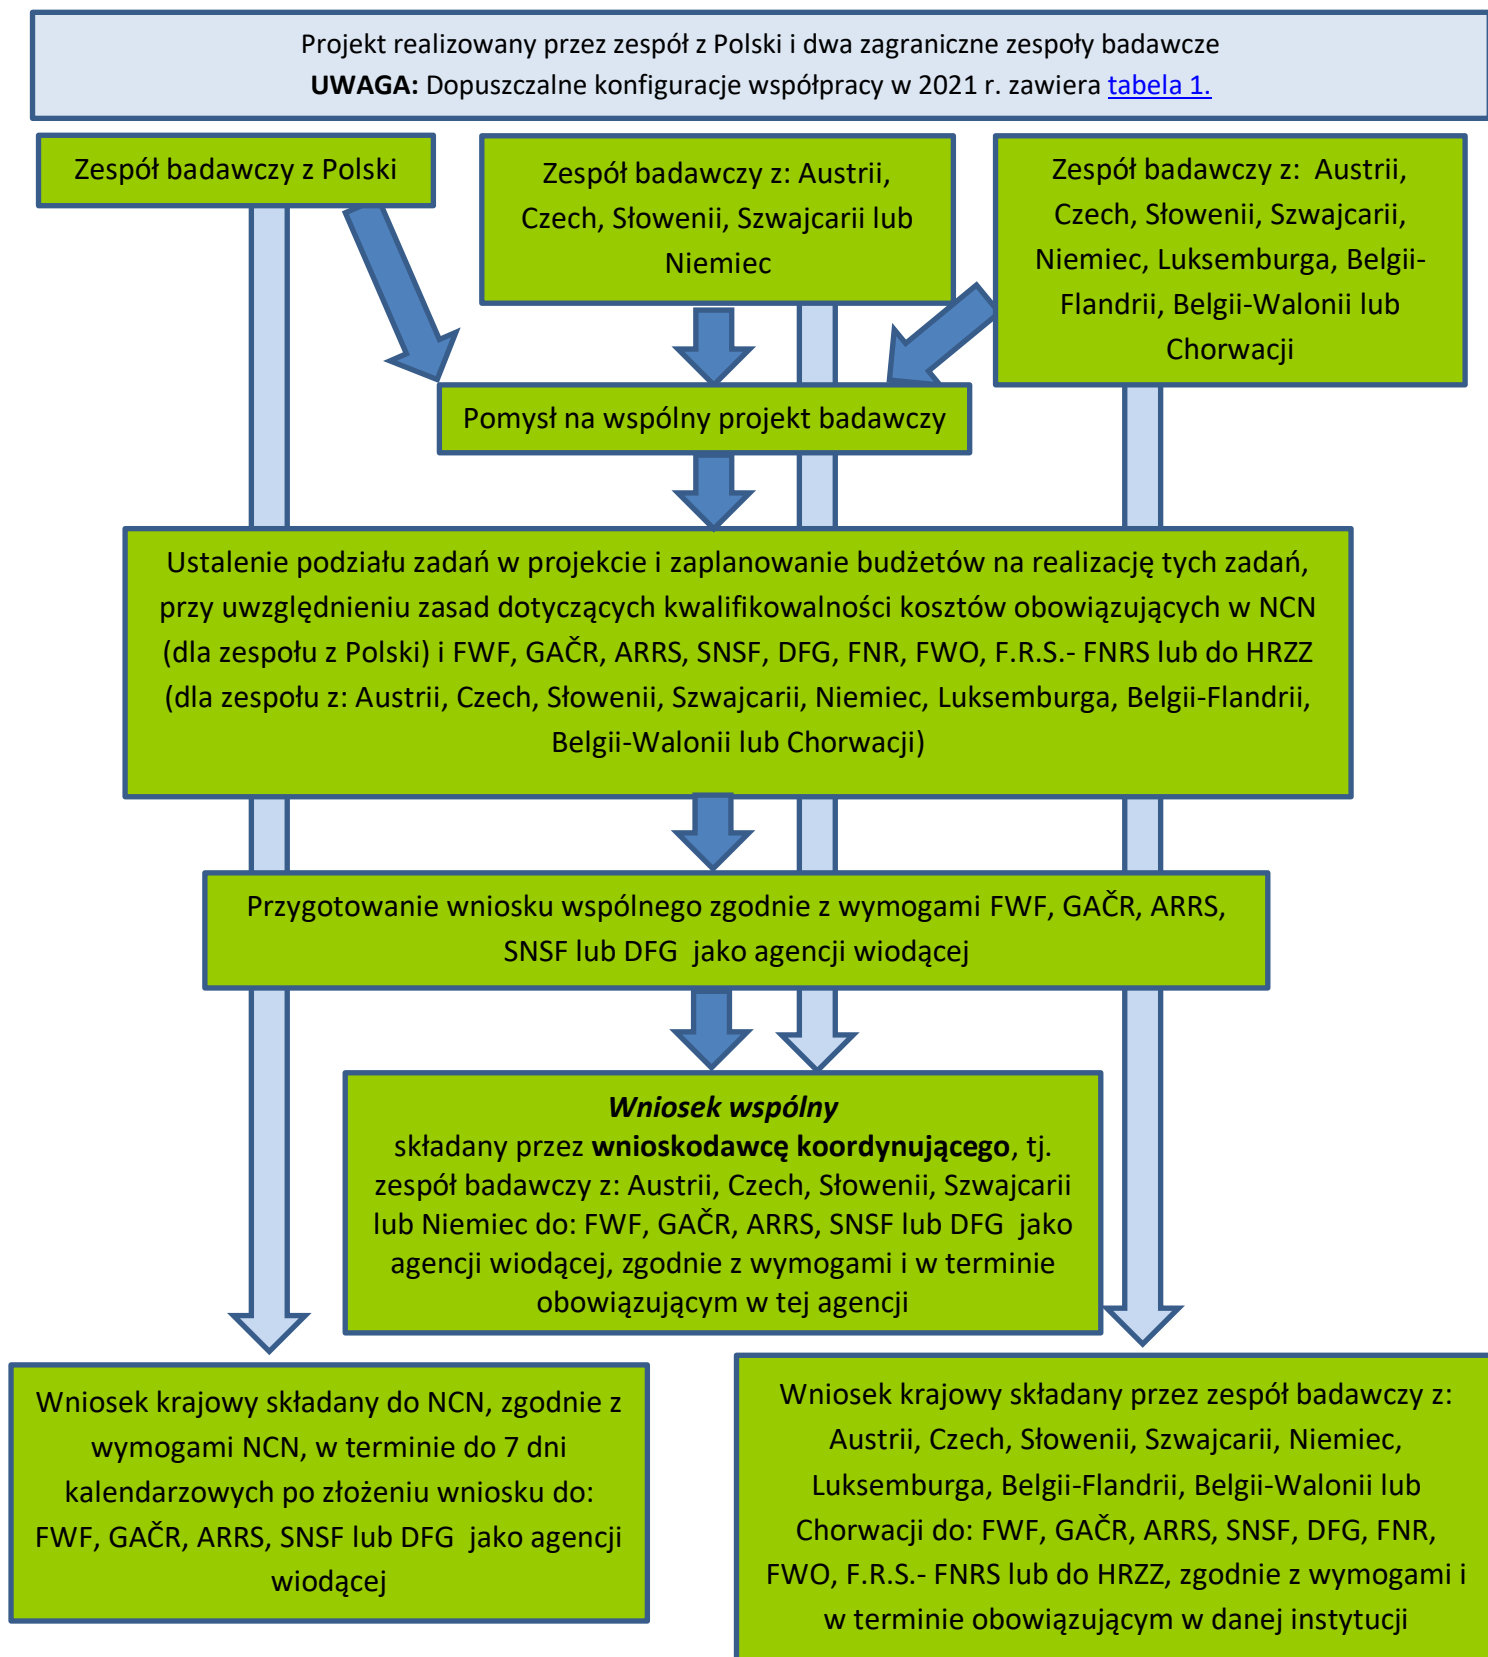 Projekt realizowany przez zespół z Polski i dwa zagraniczne zespoły badawcze
UWAGA: Dopuszczalne konfiguracje współpracy w 2021 r. zawiera tabela 1.
Zespół badawczy z Polski
Zespół badawczy z: Austrii,
Czech, Słowenii, Szwajcarii lub
Niemiec
Zespół badawczy z:  Austrii,
Czech, Słowenii, Szwajcarii,
Niemiec, Luksemburga, Belgii-
Flandrii, Belgii-Walonii lub
Chorwacji
Pomysł na wspólny projekt badawczy
Ustalenie podziału zadań w projekcie i zaplanowanie budżetów na realizację tych zadań,
przy uwzględnieniu zasad dotyczących kwalifikowalności kosztów obowiązujących w NCN
(dla zespołu z Polski) i FWF, GAČR, ARRS, SNSF, DFG, FNR, FWO, F.R.S.- FNRS lub do HRZZ
(dla zespołu z: Austrii, Czech, Słowenii, Szwajcarii, Niemiec, Luksemburga, Belgii-Flandrii,
Belgii-Walonii lub Chorwacji)
Przygotowanie wniosku wspólnego zgodnie z wymogami FWF, GAČR, ARRS,
SNSF lub DFG  jako agencji wiodącej
Wniosek wspólny
składany przez wnioskodawcę koordynującego, tj.
zespół badawczy z: Austrii, Czech, Słowenii, Szwajcarii
lub Niemiec do: FWF, GAČR, ARRS, SNSF lub DFG  jako
agencji wiodącej, zgodnie z wymogami i w terminie
obowiązującym w tej agencji
Wniosek krajowy składany do NCN, zgodnie z
wymogami NCN, w terminie do 7 dni
kalendarzowych po złożeniu wniosku do:
FWF, GAČR, ARRS, SNSF lub DFG  jako agencji
wiodącej
Wniosek krajowy składany przez zespół badawczy z:
Austrii, Czech, Słowenii, Szwajcarii, Niemiec,
Luksemburga, Belgii-Flandrii, Belgii-Walonii lub
Chorwacji do: FWF, GAČR, ARRS, SNSF, DFG, FNR,
FWO, F.R.S.- FNRS lub do HRZZ, zgodnie z wymogami i
w terminie obowiązującym w danej instytucji